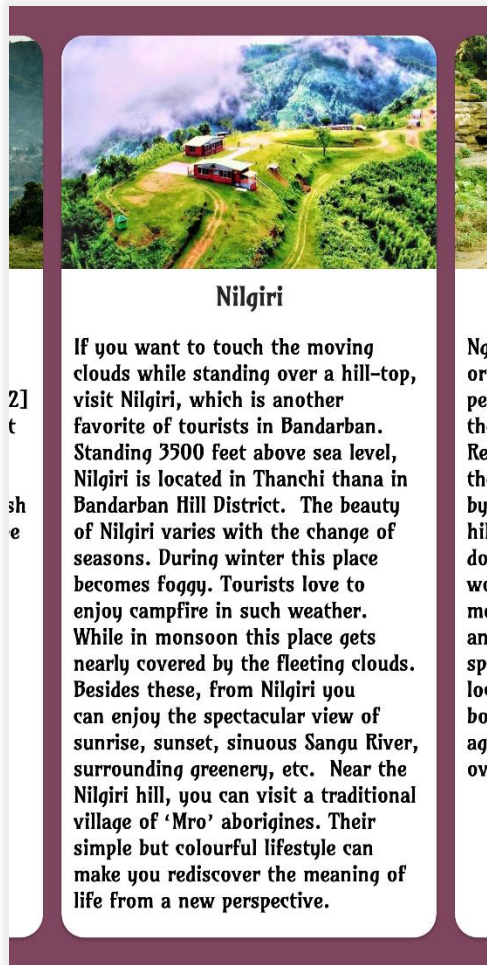 Nilgiri
If you want to touch the moving
clouds while standing over a hill-top,
visit Nilgiri, which is another
favorite of tourists in Bandarban.
Standing 3500 feet above sea level,
Nilgiri is located in Thanchi thana in
Bandarban Hill District.  The beauty
of Nilgiri varies with the change of
seasons. During winter this place
becomes foggy. Tourists love to
enjoy campfire in such weather.
While in monsoon this place gets
nearly covered by the fleeting clouds.
Besides these, from Nilgiri you
can enjoy the spectacular view of
sunrise, sunset, sinuous Sangu River,
surrounding greenery, etc.  Near the
Nilgiri hill, you can visit a traditional
village of ‘Mro’ aborigines. Their
simple but colourful lifestyle can
make you rediscover the meaning of
life from a new perspective.